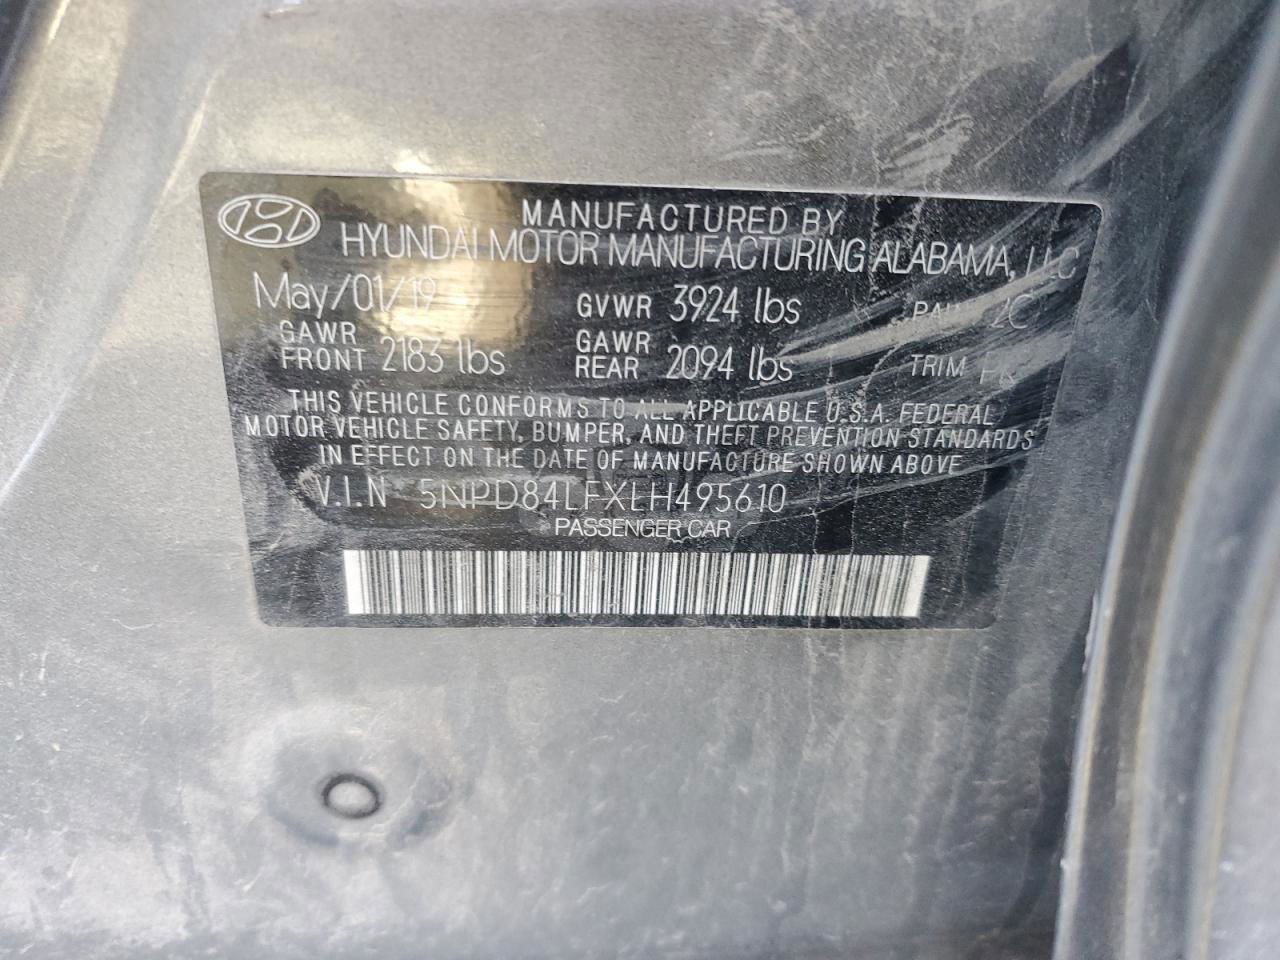 MANUFACTURED BY
HYUNDAI MOTOR MANUFACTURING ALABAMA, LLC
May/01/19 GVWR 3924 lbs
GAWR FRONT 2183 lbs GAWR REAR 2094 lbs TRIM
THIS VEHICLE CONFORMS TO ALL APPLICABLE U.S.A. FEDERAL
MOTOR VEHICLE SAFETY, BUMPER, AND THEFT PREVENTION STANDARDS
IN EFFECT ON THE DATE OF MANUFACTURE SHOWN ABOVE
V.I.N 5NPD84LFXLH495610
PASSENGER CAR